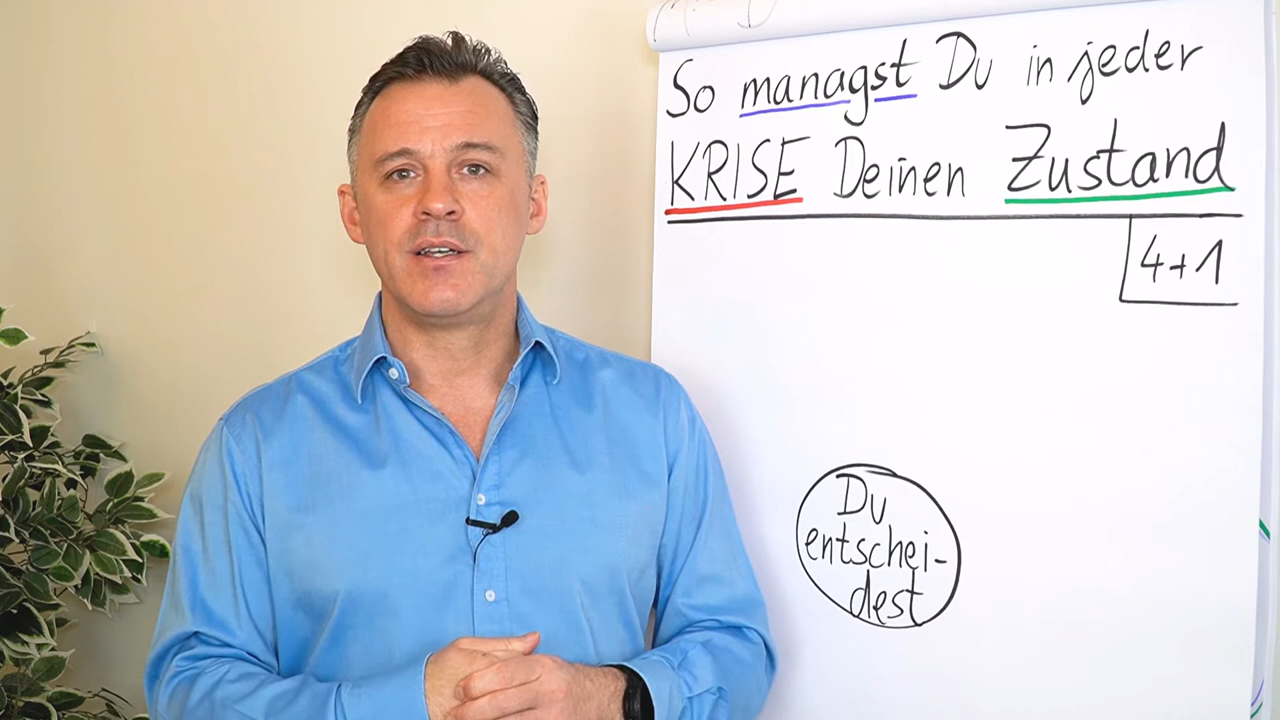 So managst Du in jeder
KRISE Deinen Zustand
4+1
Du
entschei-
dest